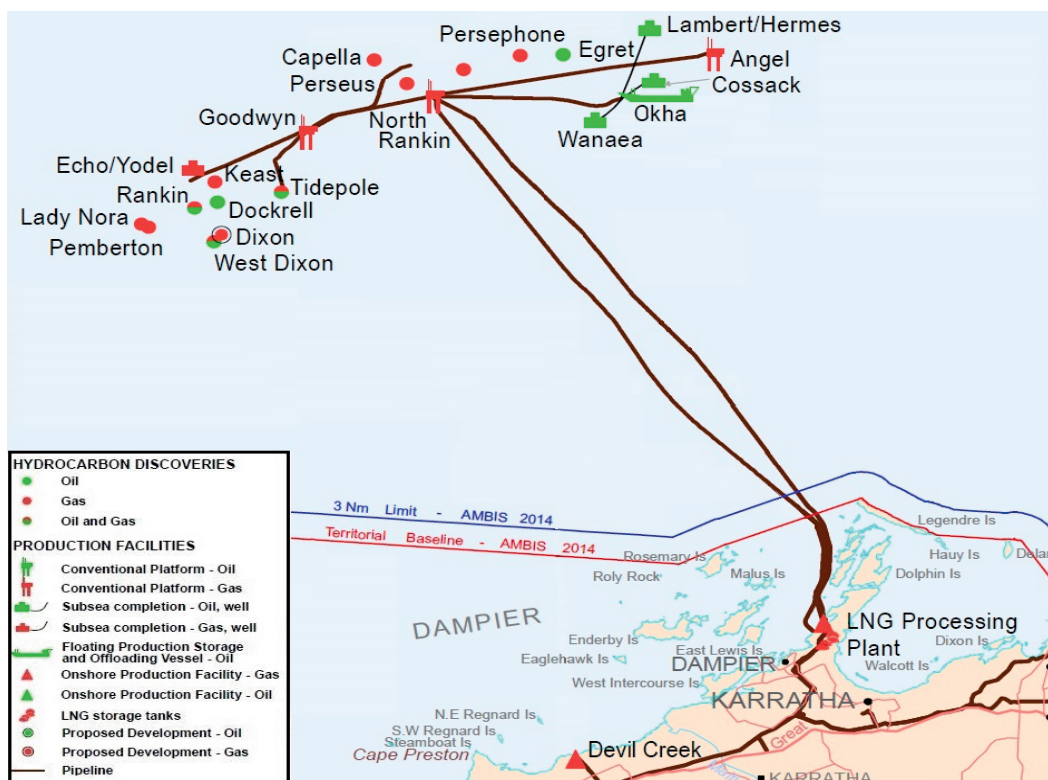 Lambert/Hermes
Persephone
Egret
Capella
Angel
Perseus
Cossack
Okha
Goodwyn
North
Rankin
Wanaea
Echo/Yodel
Keast
Rankin
Tidepole
Lady Nora
Dockrell
Pemberton
Dixon
West Dixon
HYDROCARBON DISCOVERIES
Oil
Gas
Oil and Gas
PRODUCTION FACILITIES
Conventional Platform - Oil
Conventional Platform - Gas
Subsea completion - Oil, well
Subsea completion - Gas, well
Floating Production Storage
and Offloading Vessel - Oil
Onshore Production Facility - Gas
Onshore Production Facility - Oil
LNG storage tanks
Proposed Development - Oil
Proposed Development - Gas
Pipeline
3 Nm Limit - AMBIS 2014
Territorial Baseline - AMBIS 2014
Legendre Is
Rosemary Is
Hauy Is
Roly Rock
Malus Is
Dolphin Is
DAMPIER
LNG Processing
Plant
Enderby Is
East Lewis Is
Dixon Is
Eaglehawk Is
DAMPIER
Walcott Is
West Intercourse Is
KARRATHA
N.E Regnard Is
S.W Regnard Is
Steamboat Is
Great
Cape Preston
Devil Creek
KARRATHA